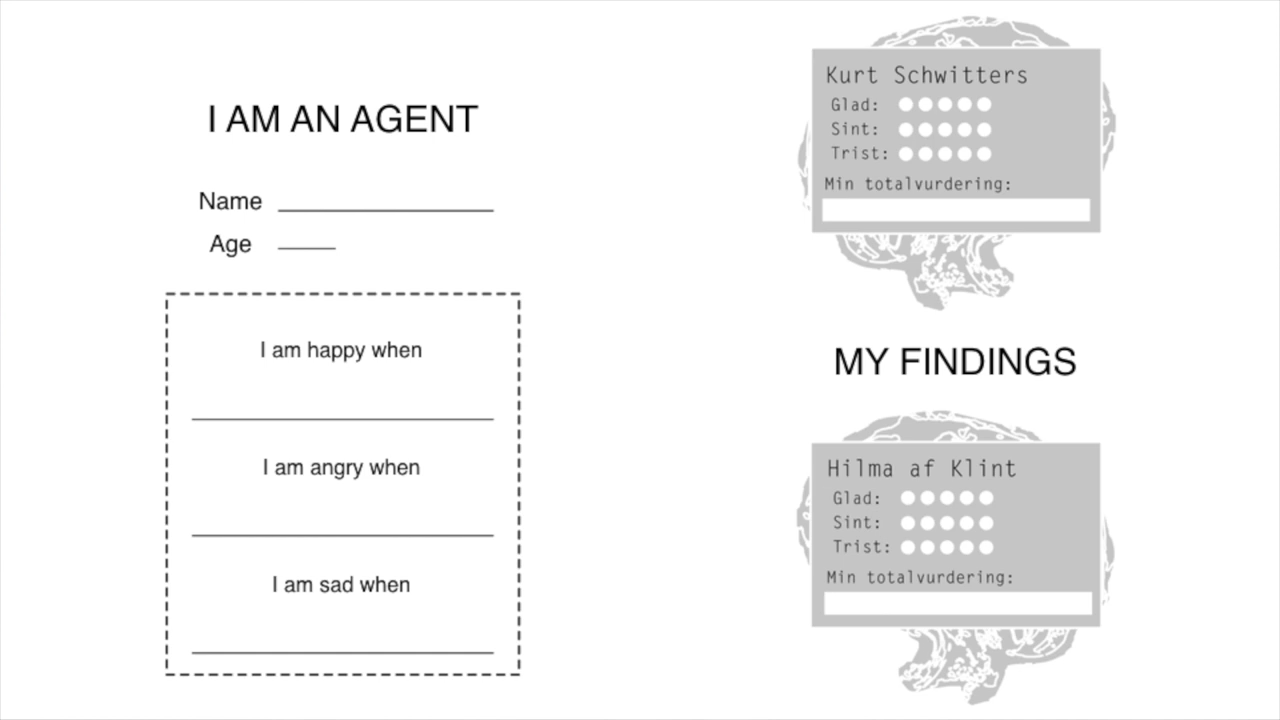 I AM AN AGENT
Name
Age
I am happy when
I am angry when
I am sad when
Kurt Schwitters
Glad:
Sint:
Trist:
Min totalvurdering:
MY FINDINGS
Hilma af Klint
Glad:
Sint:
Trist:
Min totalvurdering: